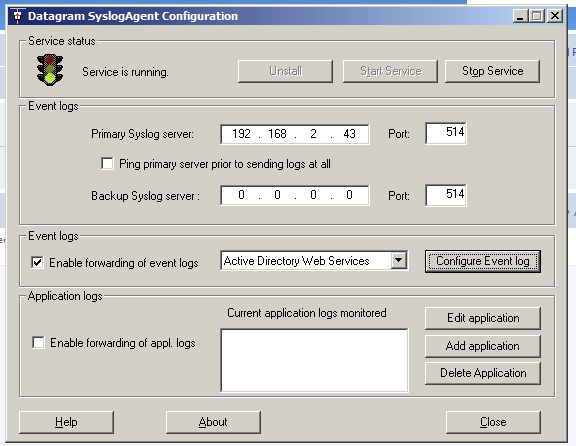 Datagram SyslogAgent Configuration
Service status
Service is running.
Unstall
Start Service
Stop Service
Event logs
Primary Syslog server:
192 . 168 . 2 . 43
Port:
514
Ping primary server prior to sending logs at all
Backup Syslog server :
0 . 0 . 0 . 0
Port:
514
Event logs
Enable forwarding of event logs
Active Directory Web Services
Configure Event log
Application logs
Current application logs monitored
Enable forwarding of appl. logs
Edit application
Add application
Delete Application
Help
About
Close